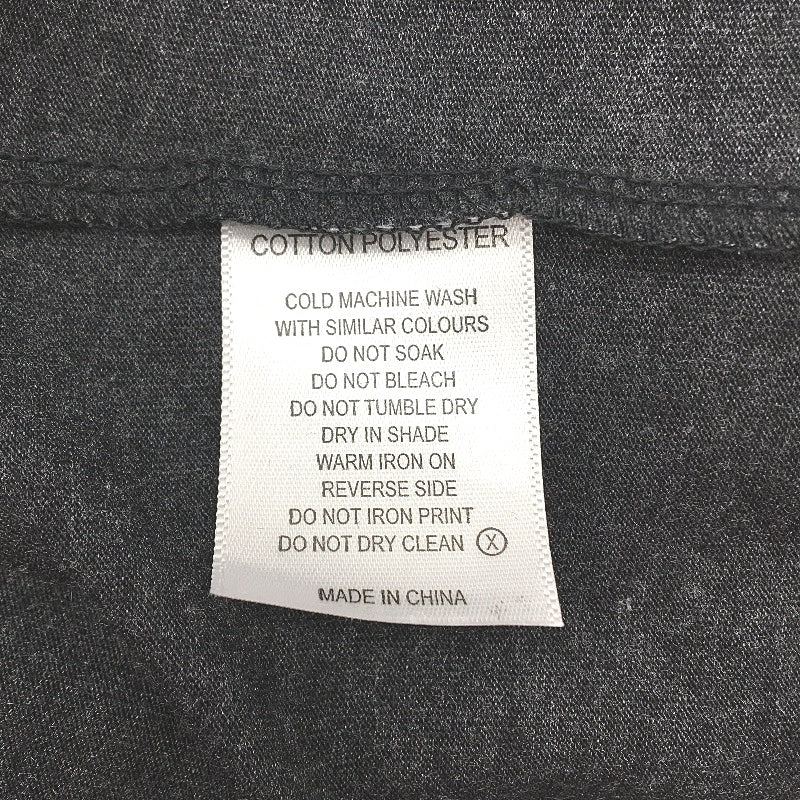 COTTON POLYESTER
COLD MACHINE WASH
WITH SIMILAR COLOURS
DO NOT SOAK
DO NOT BLEACH
DO NOT TUMBLE DRY
DRY IN SHADE
WARM IRON ON
REVERSE SIDE
DO NOT IRON PRINT
DO NOT DRY CLEAN Ⓧ
MADE IN CHINA